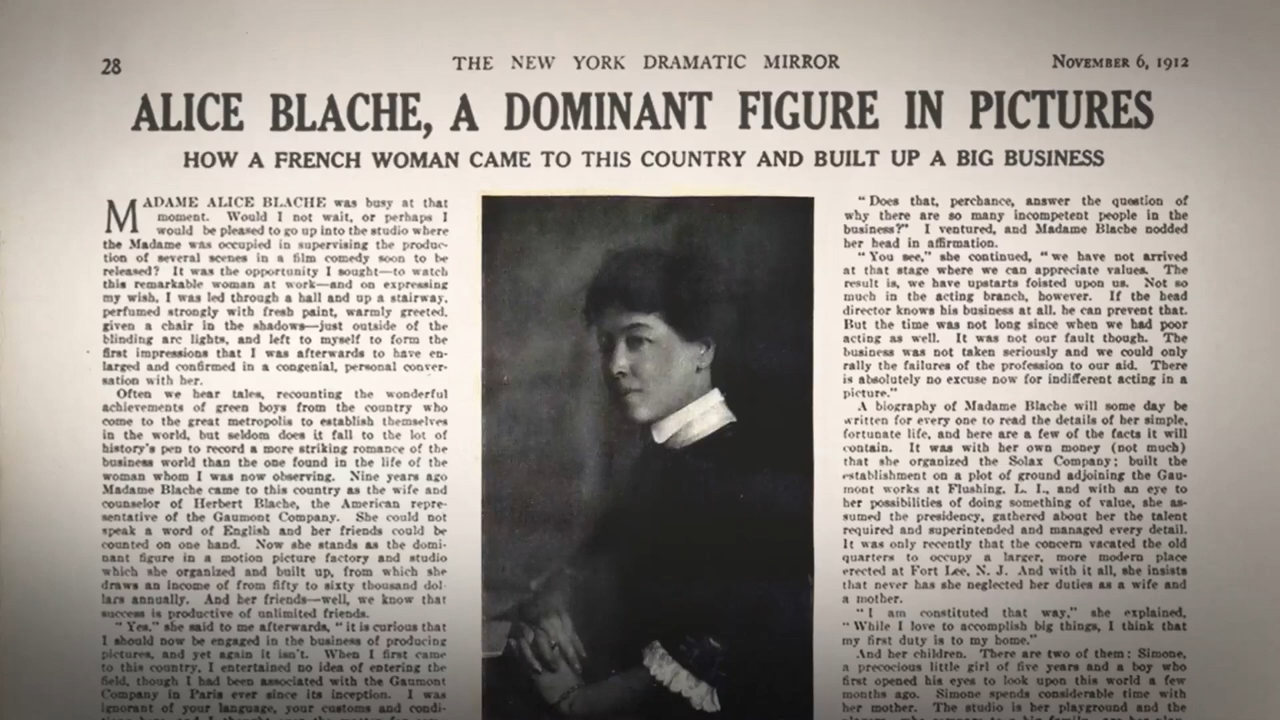 28
THE NEW YORK DRAMATIC MIRROR
NOVEMBER 6, 1912
ALICE BLACHE, A DOMINANT FIGURE IN PICTURES
HOW A FRENCH WOMAN CAME TO THIS COUNTRY AND BUILT UP A BIG BUSINESS
MADAME ALICE BLACHE was busy at that
moment. Would I not wait, or perhaps I
would be pleased to go up into the studio where
the Madame was occupied in supervising the produc-
tion of several scenes in a film comedy soon to be
released? It was the opportunity I sought—to watch
this remarkable woman at work—and on expressing
my wish, I was led through a hall and up a stairway,
perfumed strongly with fresh paint, warmly greeted,
given a chair in the shadows—just outside of the
blinding arc lights, and left to myself to form the
first impressions that I was afterwards to have en-
larged and confirmed in a congenial, personal conver-
sation with her.
Often we hear tales, recounting the wonderful
achievements of green boys from the country who
come to the great metropolis to establish themselves
in the world, but seldom does it fall to the lot of
history's pen to record a more striking romance of the
business world than the one found in the life of the
woman whom I was now observing. Nine years ago
Madame Blache came to this country as the wife and
counselor of Herbert Blache, the American repre-
sentative of the Gaumont Company. She could not
speak a word of English and her friends could be
counted on one hand. Now she stands as the domi-
nant figure in a motion picture factory and studio
which she organized and built up, from which she
draws an income of from fifty to sixty thousand dol-
lars annually. And her friends—well, we know that
success is productive of unlimited friends.
"Yes," she said to me afterwards, "it is curious that
I should now be engaged in the business of producing
pictures, and yet again it isn't. When I first came
to this country, I entertained no idea of entering the
field, though I had been associated with the Gaumont
Company in Paris ever since its inception. I was
ignorant of your language, your customs and condi-
"Does that, perchance, answer the question of
why there are so many incompetent people in the
business?" I ventured, and Madame Blache nodded
her head in affirmation.
"You see," she continued, "we have not arrived
at that stage where we can appreciate values. The
result is, we have upstarts foisted upon us. Not so
much in the acting branch, however. If the head
director knows his business at all, he can prevent that.
But the time was not long since when we had poor
acting as well. It was not our fault though. The
business was not taken seriously and we could only
rally the failures of the profession to our aid. There
is absolutely no excuse now for indifferent acting in a
picture."
A biography of Madame Blache will some day be
written for every one to read the details of her simple,
fortunate life, and here are a few of the facts it will
contain. It was with her own money (not much)
that she organized the Solax Company; built the
establishment on a plot of ground adjoining the Gau-
mont works at Flushing, L. I., and with an eye to
her possibilities of doing something of value, she as-
sumed the presidency, gathered about her the talent
required and superintended and managed every detail.
It was only recently that the concern vacated the old
quarters to occupy a larger, more modern place
erected at Fort Lee, N. J. And with it all, she insists
that never has she neglected her duties as a wife and
a mother.
"I am constituted that way," she explained,
"While I love to accomplish big things, I think that
my first duty is to my home."
And her children. There are two of them: Simone,
a precocious little girl of five years and a boy who
first opened his eyes to look upon this world a few
months ago. Simone spends considerable time with
her mother. The studio is her playground and the